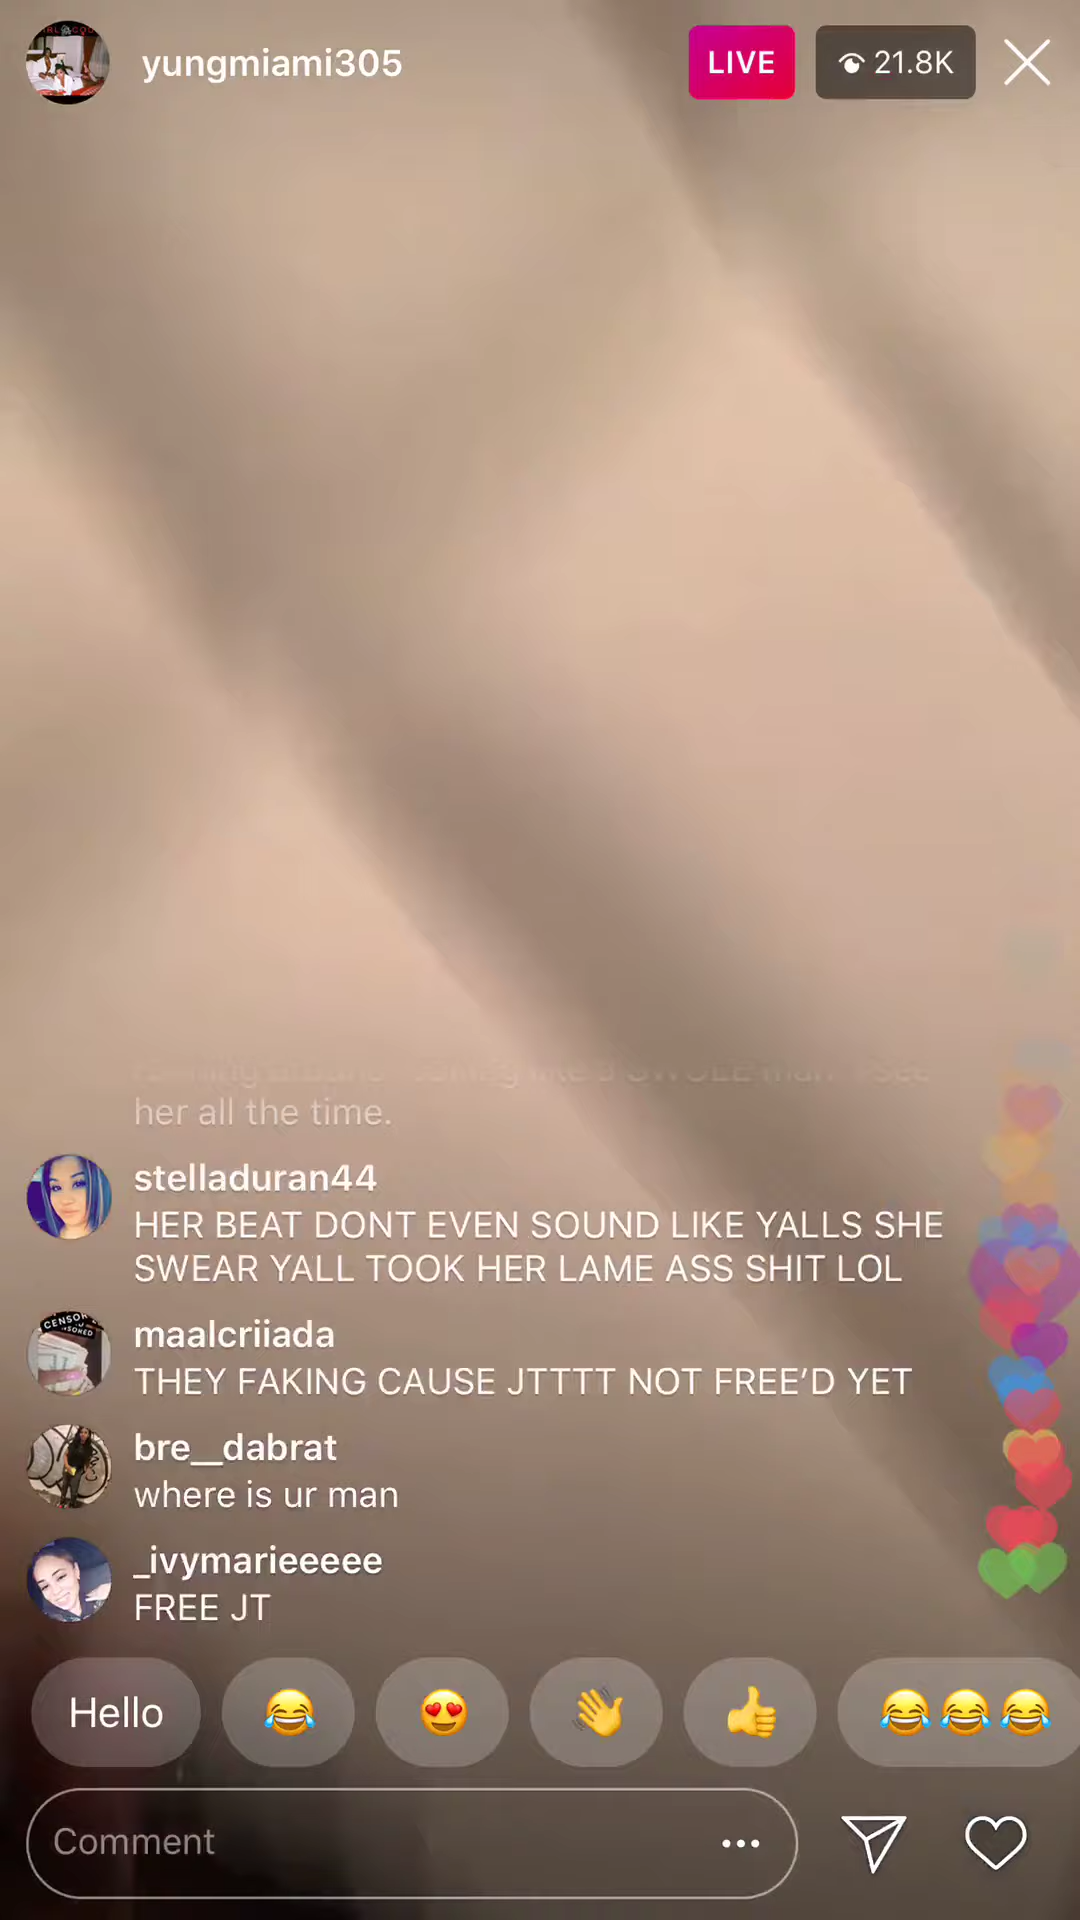 yungmiami305
LIVE
21.8K
her all the time.
stelladuran44
HER BEAT DONT EVEN SOUND LIKE YALLS SHE
SWEAR YALL TOOK HER LAME ASS SHIT LOL
maalcriiada
THEY FAKING CAUSE JTTTT NOT FREE’D YET
bre__dabrat
where is ur man
_ivymarieeeee
FREE JT
Hello
😂
😍
👋
👍
😂😂😂
Comment